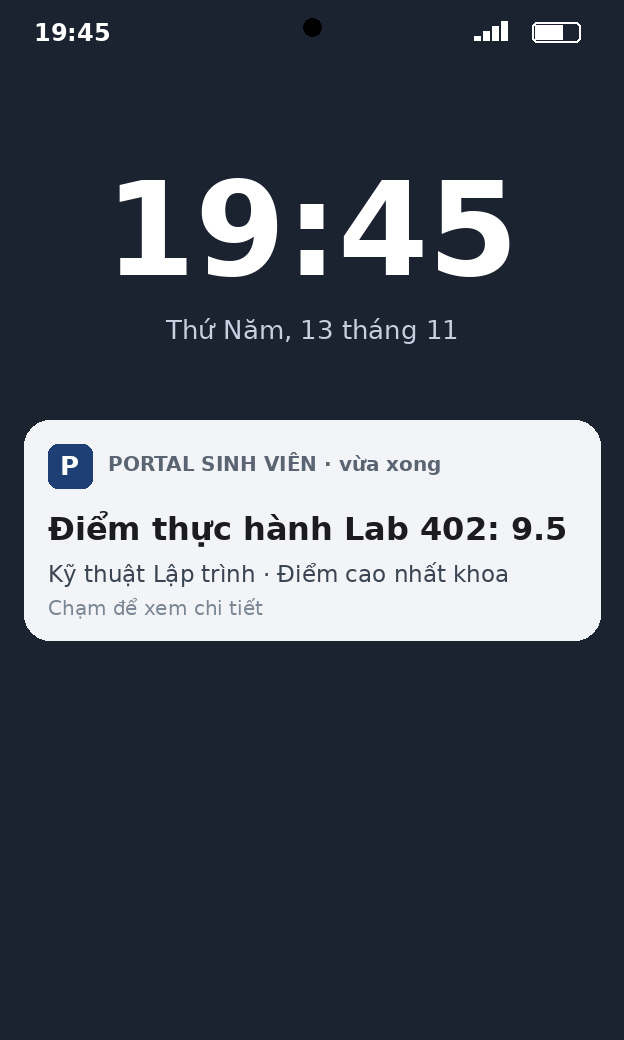 19:45
19:45
Thứ Năm, 13 tháng 11
P
PORTAL SINH VIÊN · vừa xong
Điểm thực hành Lab 402: 9.5
Kỹ thuật Lập trình · Điểm cao nhất khoa
Chạm để xem chi tiết